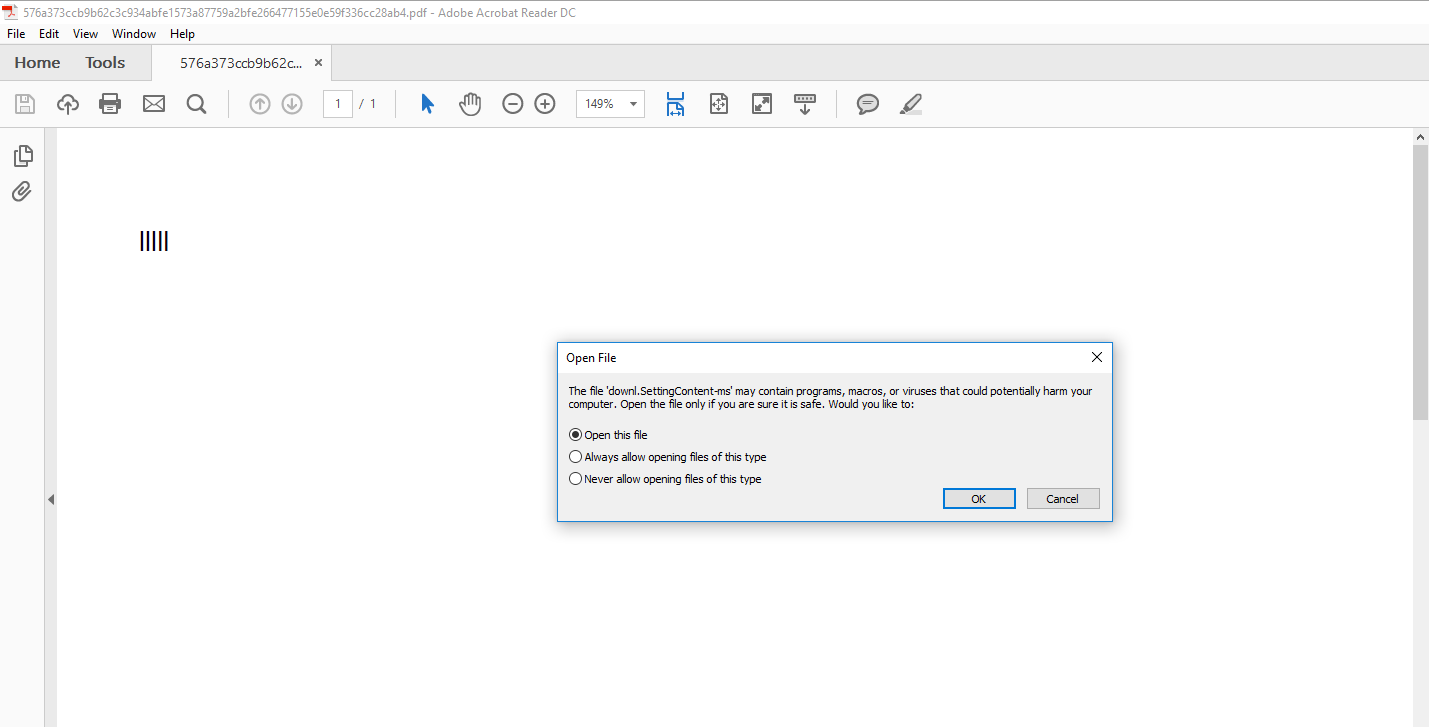 576a373ccb9b62c3c934abfe1573a87759a2bfe266477155e0e59f336cc28ab4.pdf - Adobe Acrobat Reader DC
File Edit View Window Help
Home Tools 576a373ccb9b62c... ×
1 / 1 149%
|||||
Open File
The file 'downl.SettingContent-ms' may contain programs, macros, or viruses that could potentially harm your
computer. Open the file only if you are sure it is safe. Would you like to:
Open this file
Always allow opening files of this type
Never allow opening files of this type
OK Cancel